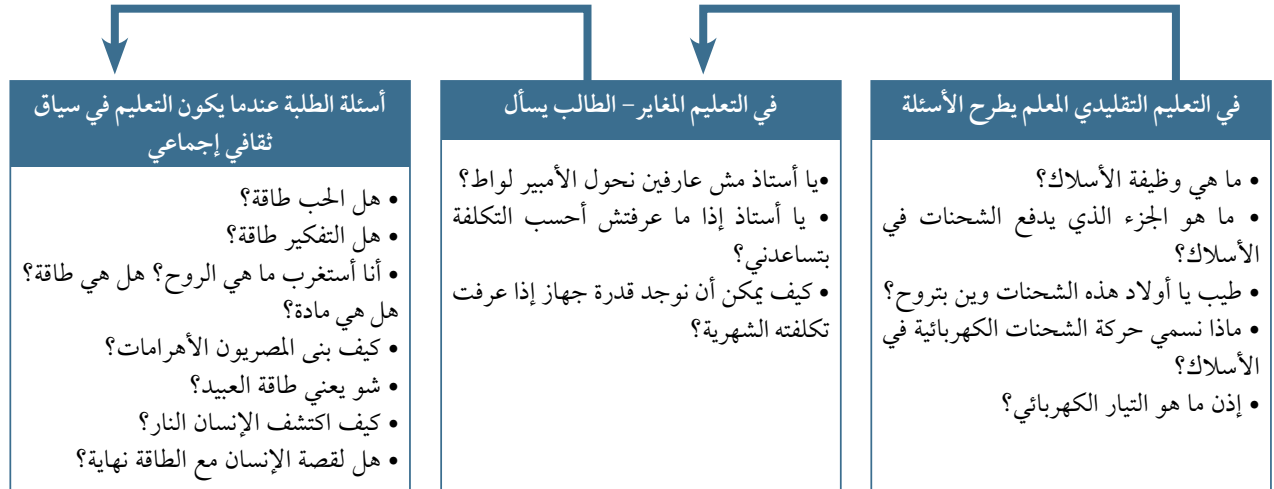 في التعليم التقليدي المعلم يطرح الأسئلة
• ما هي وظيفة الأسلاك؟
• ما هو الجزء الذي يدفع الشحنات في
الأسلاك؟
• طيب يا أولاد هذه الشحنات وين بتروح؟
• ماذا نسمي حركة الشحنات الكهربائية في
الأسلاك؟
• إذن ما هو التيار الكهربائي؟
في التعليم المغاير – الطالب يسأل
•يا أستاذ مش عارفين نحول الأمبير لواط؟
• يا أستاذ إذا ما عرفتش أحسب التكلفة
بتساعدني؟
• كيف يمكن أن نوجد قدرة جهاز إذا عرفت
تكلفته الشهرية؟
أسئلة الطلبة عندما يكون التعليم في سياق
ثقافي إجماعي
• هل الحب طاقة؟
• هل التفكير طاقة؟
• أنا أستغرب ما هي الروح؟ هل هي طاقة؟
هل هي مادة؟
• كيف بنى المصريون الأهرامات؟
• شو يعني طاقة العبيد؟
• كيف اكتشف الإنسان النار؟
• هل لقصة الإنسان مع الطاقة نهاية؟